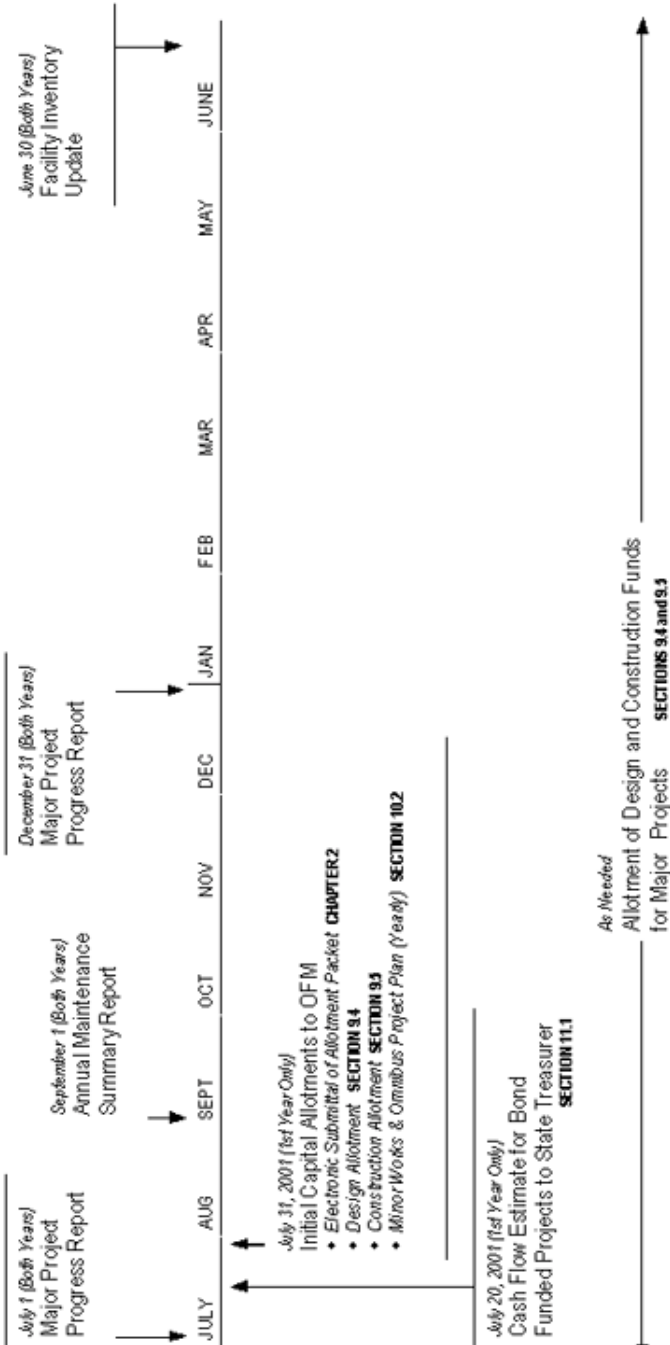 July 1 (Both Years)
Major Project
Progress Report
September 1 (Both Years)
Annual Maintenance
Summary Report
December 31 (Both Years)
Major Project
Progress Report
June 30 (Both Years)
Facility Inventory
Update
JULY AUG SEPT OCT NOV DEC JAN FEB MAR APR MAY JUNE
July 31, 2001 (1st Year Only)
Initial Capital Allotments to OFM
• Electronic Submittal of Allotment Packet CHAPTER 2
• Design Allotment SECTION 9.4
• Construction Allotment SECTION 9.5
• Minor Works & Omnibus Project Plan (Yearly) SECTION 10.2
July 20, 2001 (1st Year Only)
Cash Flow Estimate for Bond
Funded Projects to State Treasurer
SECTION 11.1
As Needed
Allotment of Design and Construction Funds
for Major Projects SECTIONS 9.4 and 9.5